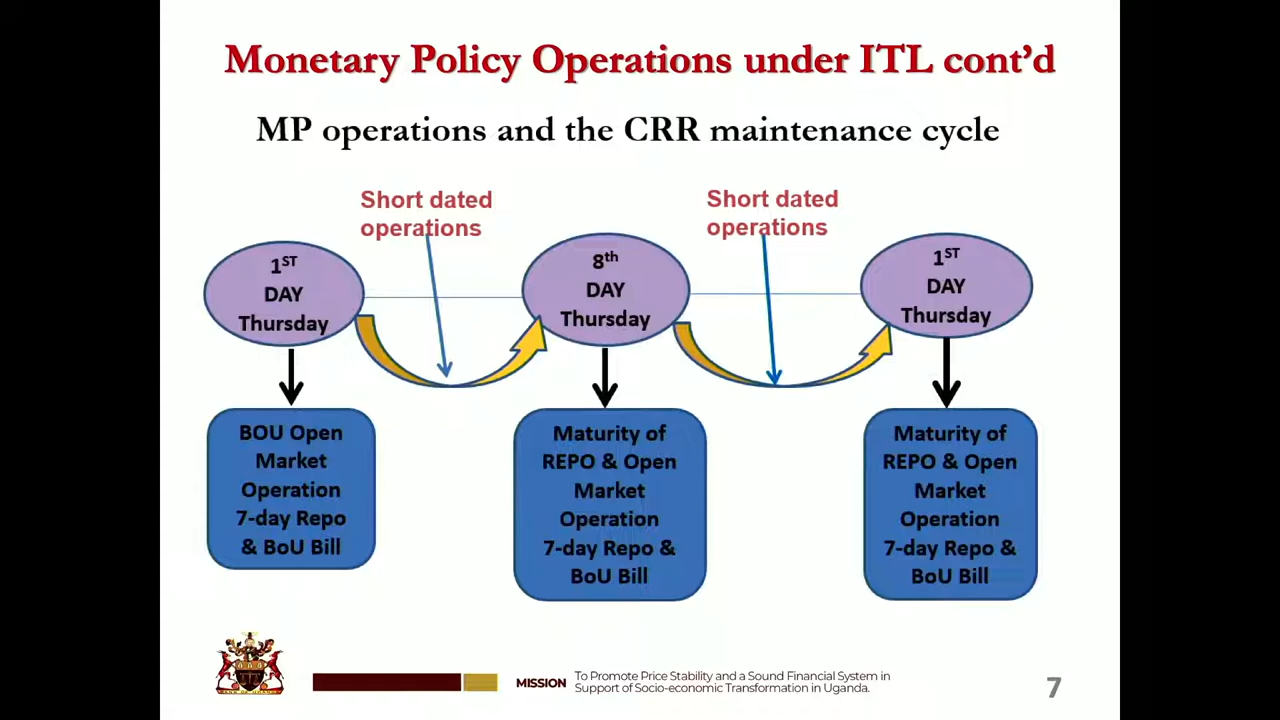 Monetary Policy Operations under ITL cont’d
MP operations and the CRR maintenance cycle
Short dated
operations
Short dated
operations
1ST
DAY
Thursday
8th
DAY
Thursday
1ST
DAY
Thursday
BOU Open
Market
Operation
7-day Repo
& BoU Bill
Maturity of
REPO & Open
Market
Operation
7-day Repo &
BoU Bill
Maturity of
REPO & Open
Market
Operation
7-day Repo &
BoU Bill
MISSION
To Promote Price Stability and a Sound Financial System in
Support of Socio-economic Transformation in Uganda.
7